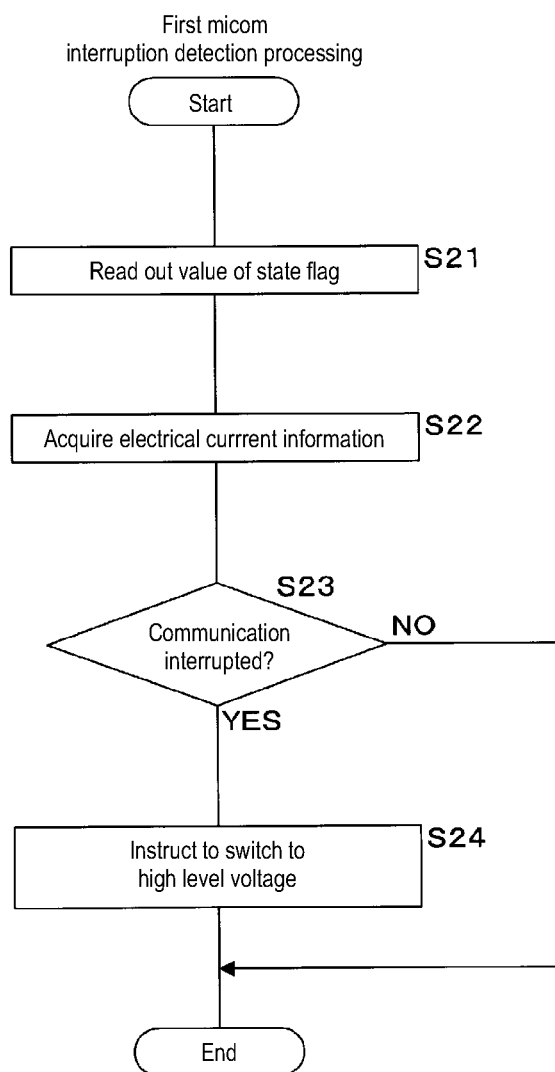 First micom
interruption detection processing
Start
Read out value of state flag
S21
Acquire electrical currrent information
S22
S23
Communication
interrupted?
NO
YES
Instruct to switch to
high level voltage
S24
End